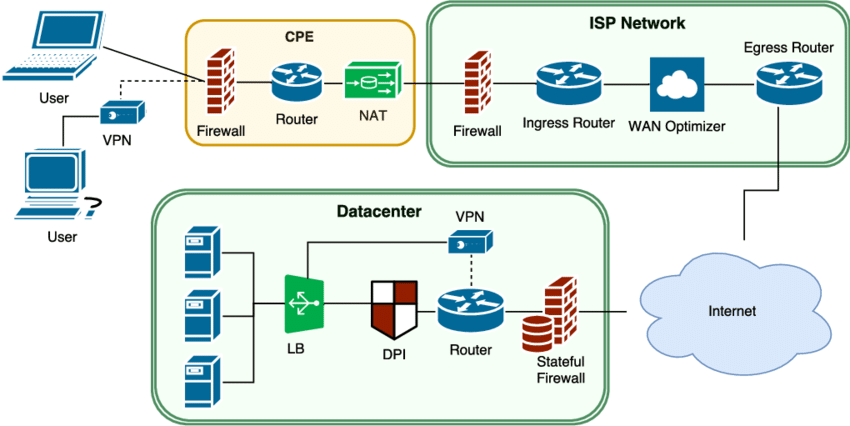 CPE
ISP Network
Egress Router
User
Firewall
Router
NAT
Firewall
Ingress Router
WAN Optimizer
VPN
User
Datacenter
VPN
LB
DPI
Router
Stateful
Firewall
Internet